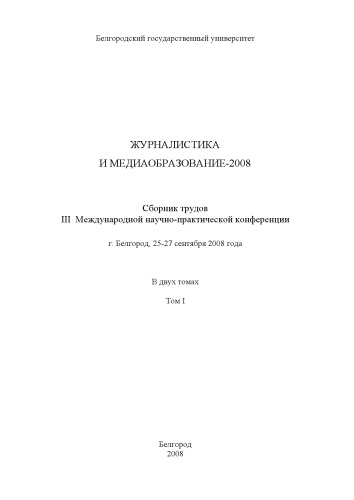 Белгородский государственный университет
ЖУРНАЛИСТИКА
И МЕДИАОБРАЗОВАНИЕ-2008
Сборник трудов
III Международной научно-практической конференции
г. Белгород, 25-27 сентября 2008 года
В двух томах
Том I
Белгород
2008